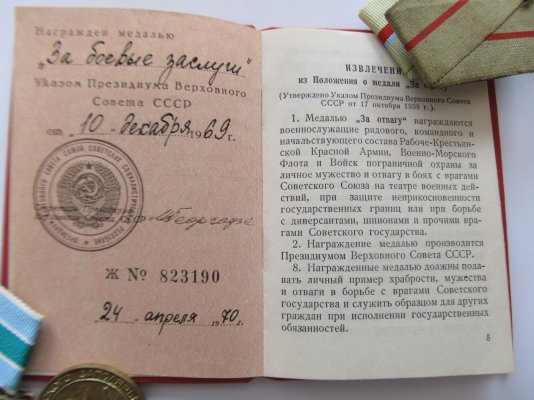 Награжден медалью
"За боевые заслуги"
Указом Президиума Верховного
Совета СССР
от "10" декабря 1969 г.
М. Георгадзе
Ж № 823190
24 апреля 1970 г.
ИЗВЛЕЧЕНИ
из Положения о медали „За
(Утверждено Указом Президиума Верховного Совета
СССР от 17 октября 1938 г.)
1. Медалью „За отвагу" награждаются
военнослужащие рядового, командного и
начальствующего состава Рабоче-Крестьян-
ской Красной Армии, Военно-Морского
Флота и Войск пограничной охраны за
личное мужество и отвагу в боях с врагами
Советского Союза на театре военных дей-
ствий, при защите неприкосновенности
государственных границ или при борьбе
с диверсантами, шпионами и прочими вра-
гами Советского государства.
2. Награждение медалью производится
Президиумом Верховного Совета СССР.
8. Награжденные медалью должны пода-
вать личный пример храбрости, мужества
и отваги в борьбе с врагами Советского
государства и служить образцом для других
граждан при исполнении государственных
обязанностей.
5